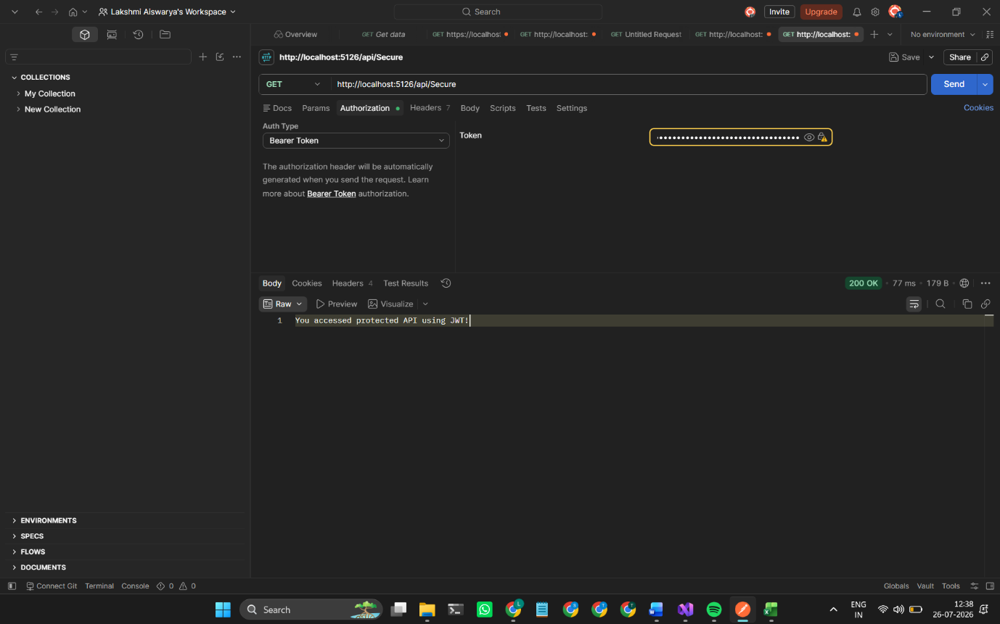 Lakshmi Aiswarya's Workspace
Search
Invite
Upgrade
Overview
GET Get data
GET https://localhos
GET http://localhost:
GET Untitled Request
GET http://localhost:
GET http://localhost:
No environment
HTTP http://localhost:5126/api/Secure
Save
Share
COLLECTIONS
My Collection
New Collection
GET http://localhost:5126/api/Secure
Send
Docs Params Authorization Headers 7 Body Scripts Tests Settings
Cookies
Auth Type
Bearer Token
The authorization header will be automatically
generated when you send the request. Learn
more about Bearer Token authorization.
Token
Body Cookies Headers 4 Test Results
200 OK • 77 ms • 179 B
Raw Preview Visualize
1 You accessed protected API using JWT!
ENVIRONMENTS
SPECS
FLOWS
DOCUMENTS
Connect Git Terminal Console 0 0
Globals Vault Tools
Search
ENG
IN
12:38
26-07-2026